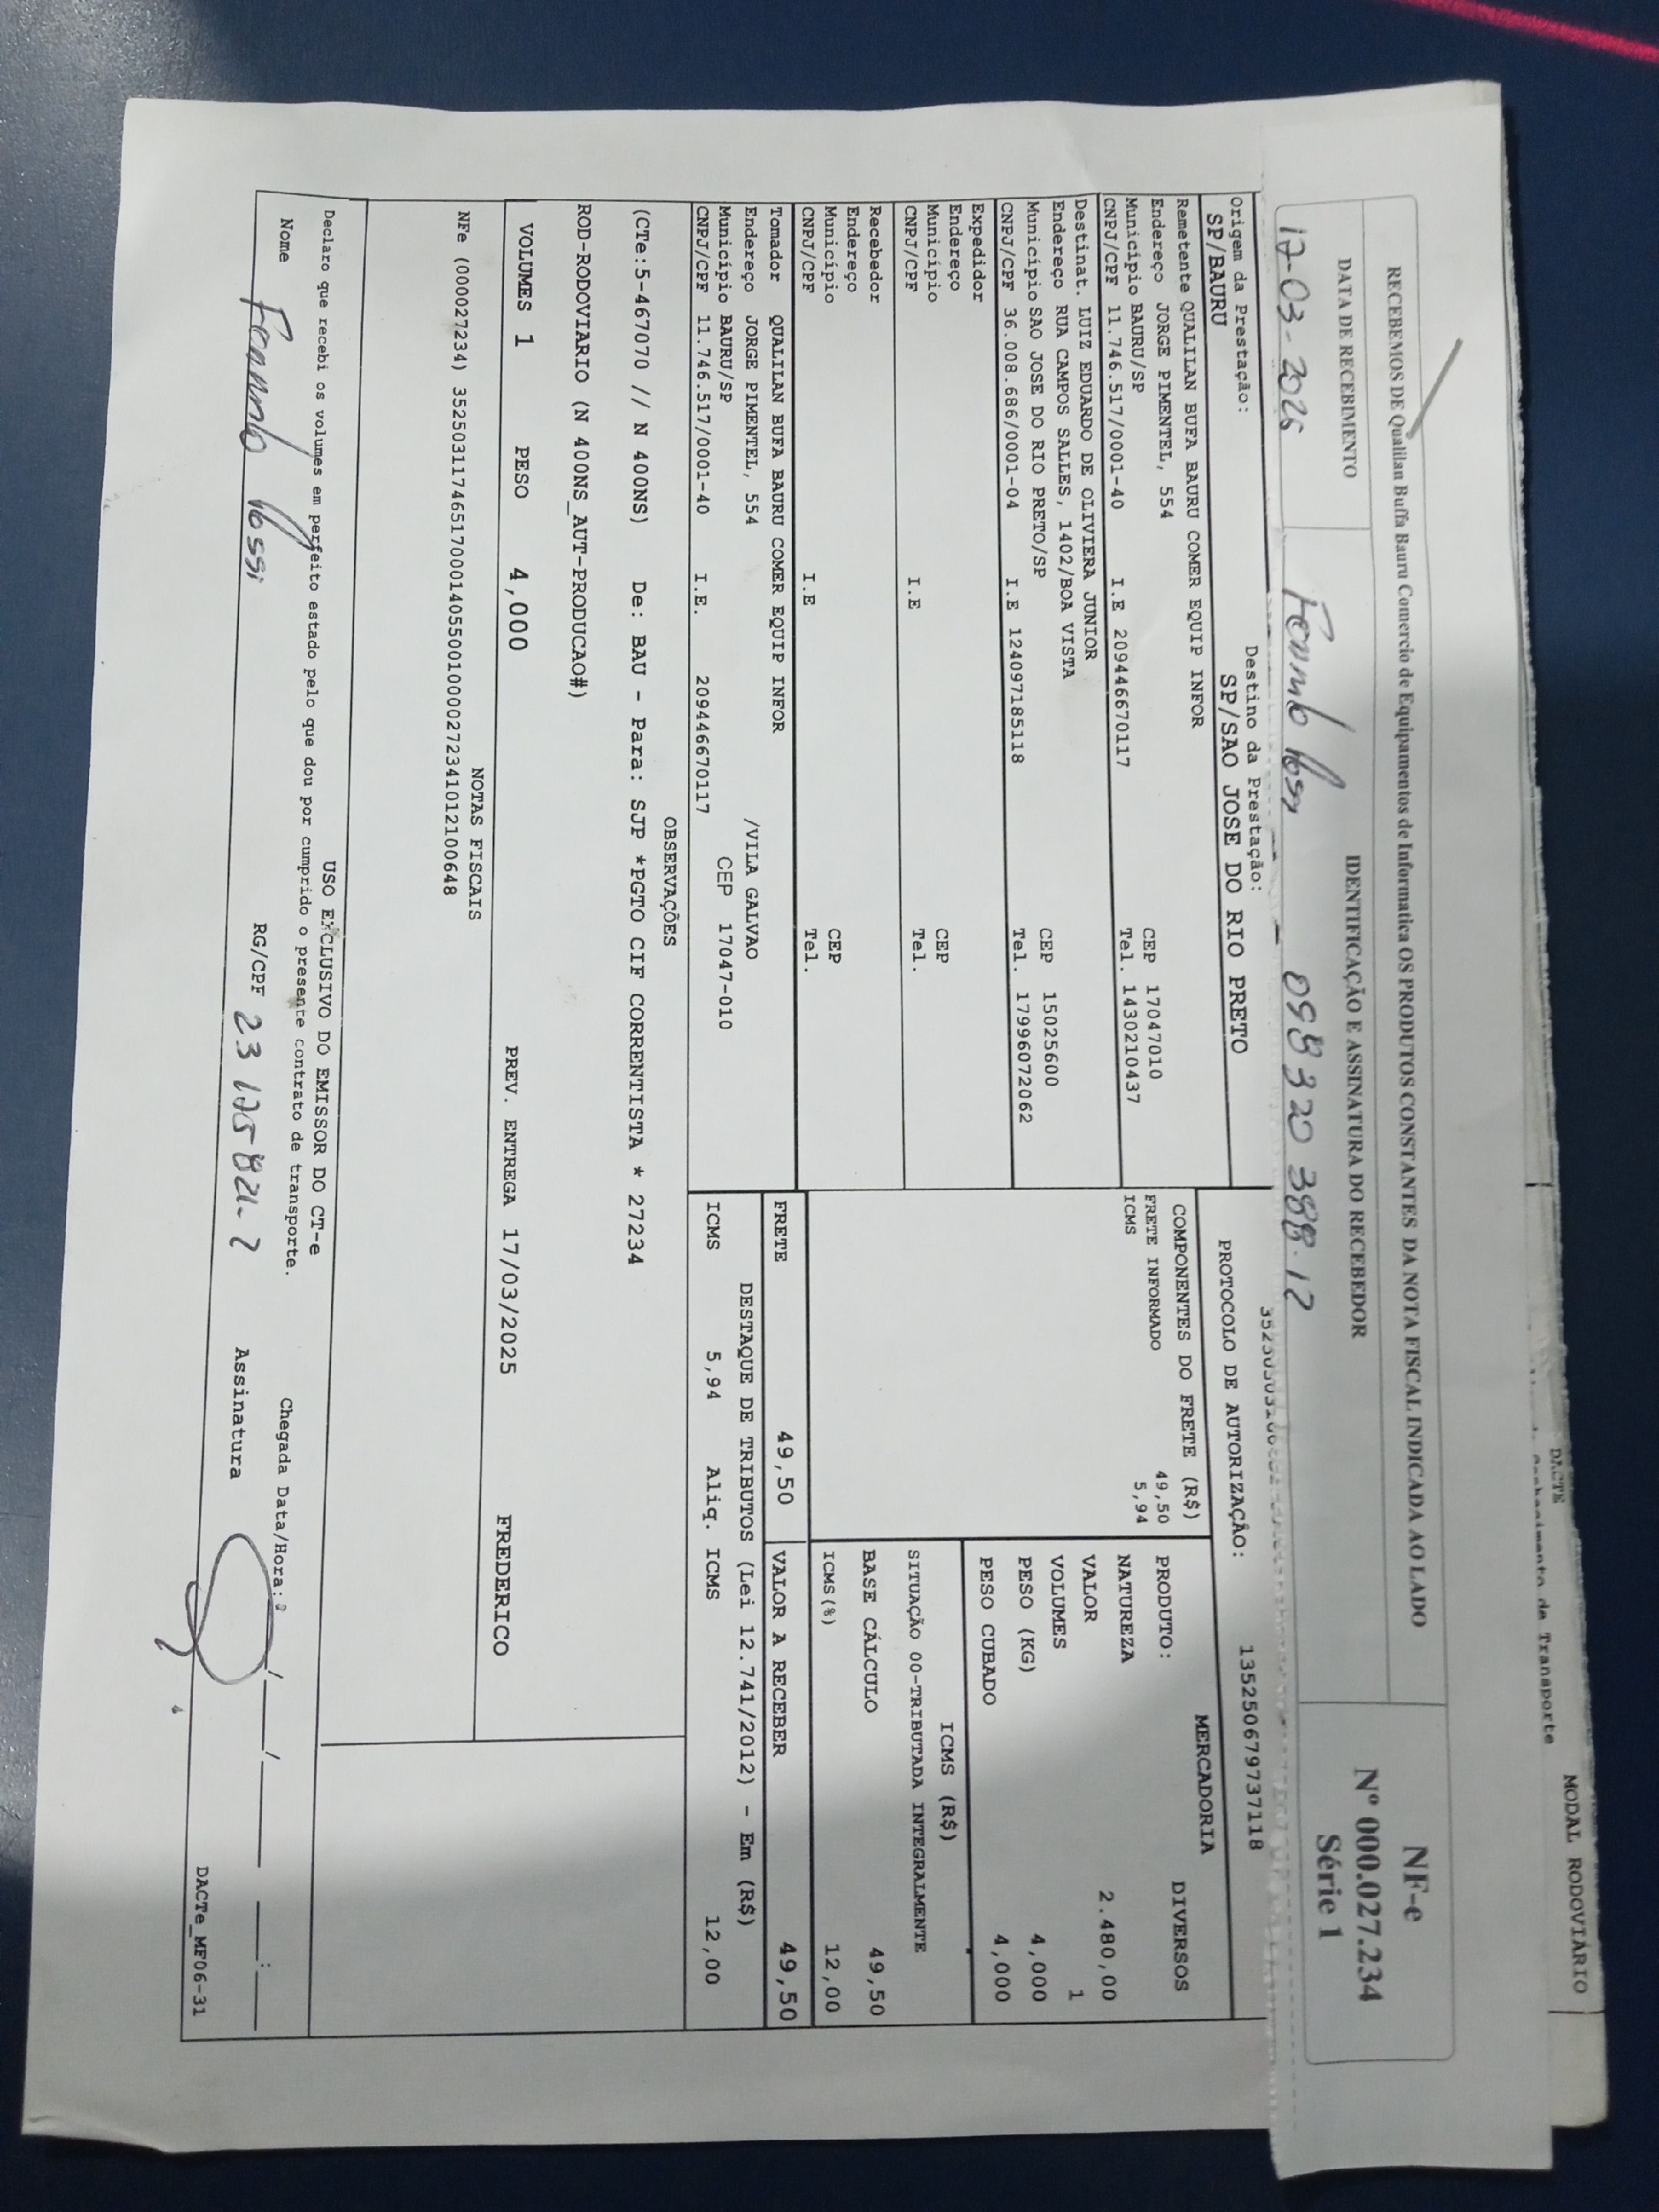 MODAL RODOVIÁRIO
DACTE
de Transporte
RECEBEMOS DE Qualilan Buffa Bauru Comercio de Equipamentos de Informatica OS PRODUTOS CONSTANTES DA NOTA FISCAL INDICADA AO LADO
NF-e
Nº 000.027.234
Série 1
DATA DE RECEBIMENTO
IDENTIFICAÇÃO E ASSINATURA DO RECEBEDOR
17-03-2025
098 320 388.12
Origem da Prestação:
SP/BAURU
Destino da Prestação:
SP/SAO JOSE DO RIO PRETO
PROTOCOLO DE AUTORIZAÇÃO:
135250679737118
Remetente QUALILAN BUFA BAURU COMER EQUIP INFOR
Endereço JORGE PIMENTEL, 554
CEP 17047010
Município BAURU/SP
Tel. 1430210437
CNPJ/CPF 11.746.517/0001-40 I.E 209446670117
Destinat. LUIZ EDUARDO DE OLIVIERA JUNIOR
Endereço RUA CAMPOS SALLES, 1402/BOA VISTA
CEP 15025600
Município SAO JOSE DO RIO PRETO/SP
Tel. 17996072062
CNPJ/CPF 36.008.686/0001-04 I.E 124097185118
Expedidor
Endereço
Município
CEP
CNPJ/CPF I.E Tel.
Recebedor
Endereço
Município
CEP
CNPJ/CPF I.E Tel.
COMPONENTES DO FRETE (R$)
FRETE INFORMADO 49,50
ICMS 5,94
MERCADORIA
PRODUTO: DIVERSOS
NATUREZA
VALOR 2.480,00
VOLUMES 1
PESO (KG) 4,000
PESO CUBADO 4,000
ICMS (R$)
SITUAÇÃO 00-TRIBUTADA INTEGRALMENTE
BASE CÁLCULO 49,50
ICMS(%) 12,00
Tomador QUALILAN BUFA BAURU COMER EQUIP INFOR
Endereço JORGE PIMENTEL, 554 /VILA GALVAO
Município BAURU/SP CEP 17047-010
CNPJ/CPF 11.746.517/0001-40 I.E. 209446670117
FRETE 49,50
VALOR A RECEBER 49,50
DESTAQUE DE TRIBUTOS (Lei 12.741/2012) - Em (R$)
ICMS 5,94 Aliq. ICMS 12,00
OBSERVAÇÕES
(CTe:5-467070 // N 400NS) De: BAU - Para: SJP *PGTO CIF CORRENTISTA * 27234
ROD-RODOVIARIO (N 400NS_AUT-PRODUCAO#)
VOLUMES 1 PESO 4,000 PREV. ENTREGA 17/03/2025 FREDERICO
NOTAS FISCAIS
NFe (000027234) 35250311746517000140550010000272341012100648
USO EXCLUSIVO DO EMISSOR DO CT-e
Declaro que recebi os volumes em perfeito estado pelo que dou por cumprido o presente contrato de transporte.
Chegada Data/Hora: / / :
Nome
RG/CPF
Assinatura
DACTe_MF06-31